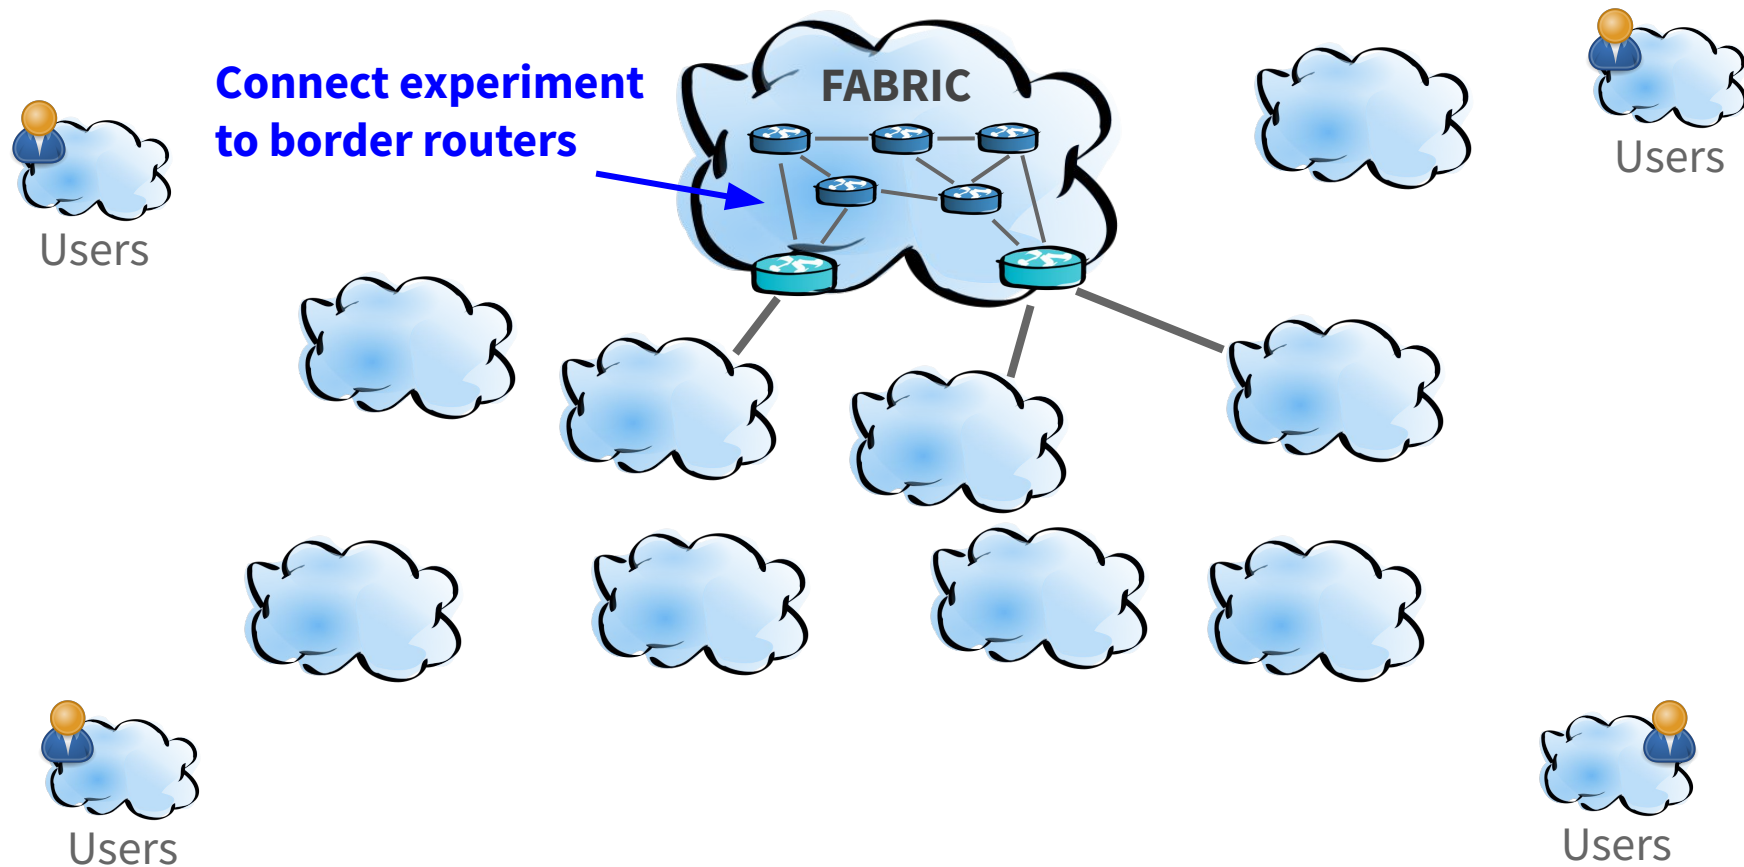 Connect experiment
to border routers
FABRIC
Users
Users
Users
Users